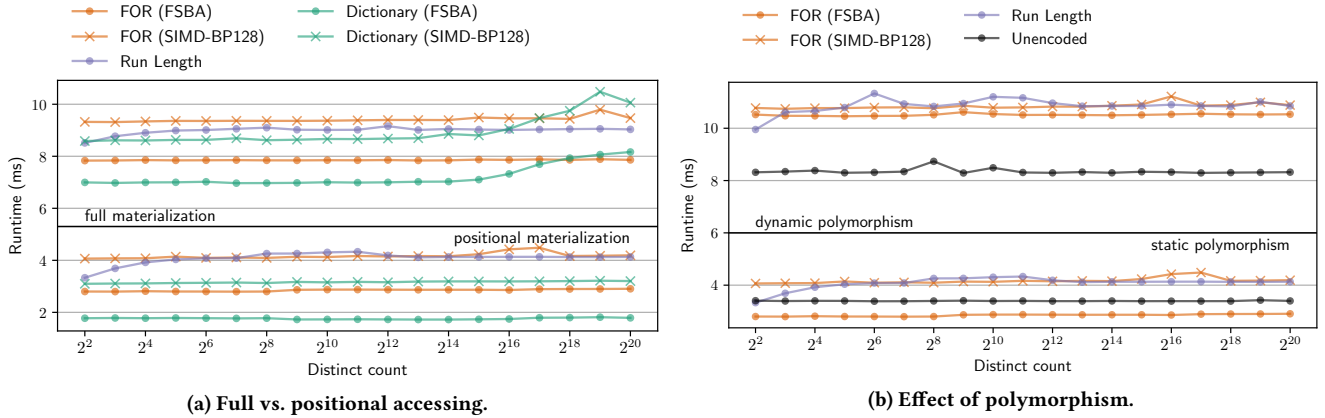 FOR (FSBA)
FOR (SIMD-BP128)
Run Length
Dictionary (FSBA)
Dictionary (SIMD-BP128)
Runtime (ms)
10
8
6
4
2
full materialization
positional materialization
2^2 2^4 2^6 2^8 2^10 2^12 2^14 2^16 2^18 2^20
Distinct count
(a) Full vs. positional accessing.
FOR (FSBA)
FOR (SIMD-BP128)
Run Length
Unencoded
Runtime (ms)
10
8
6
4
dynamic polymorphism
static polymorphism
2^2 2^4 2^6 2^8 2^10 2^12 2^14 2^16 2^18 2^20
Distinct count
(b) Effect of polymorphism.